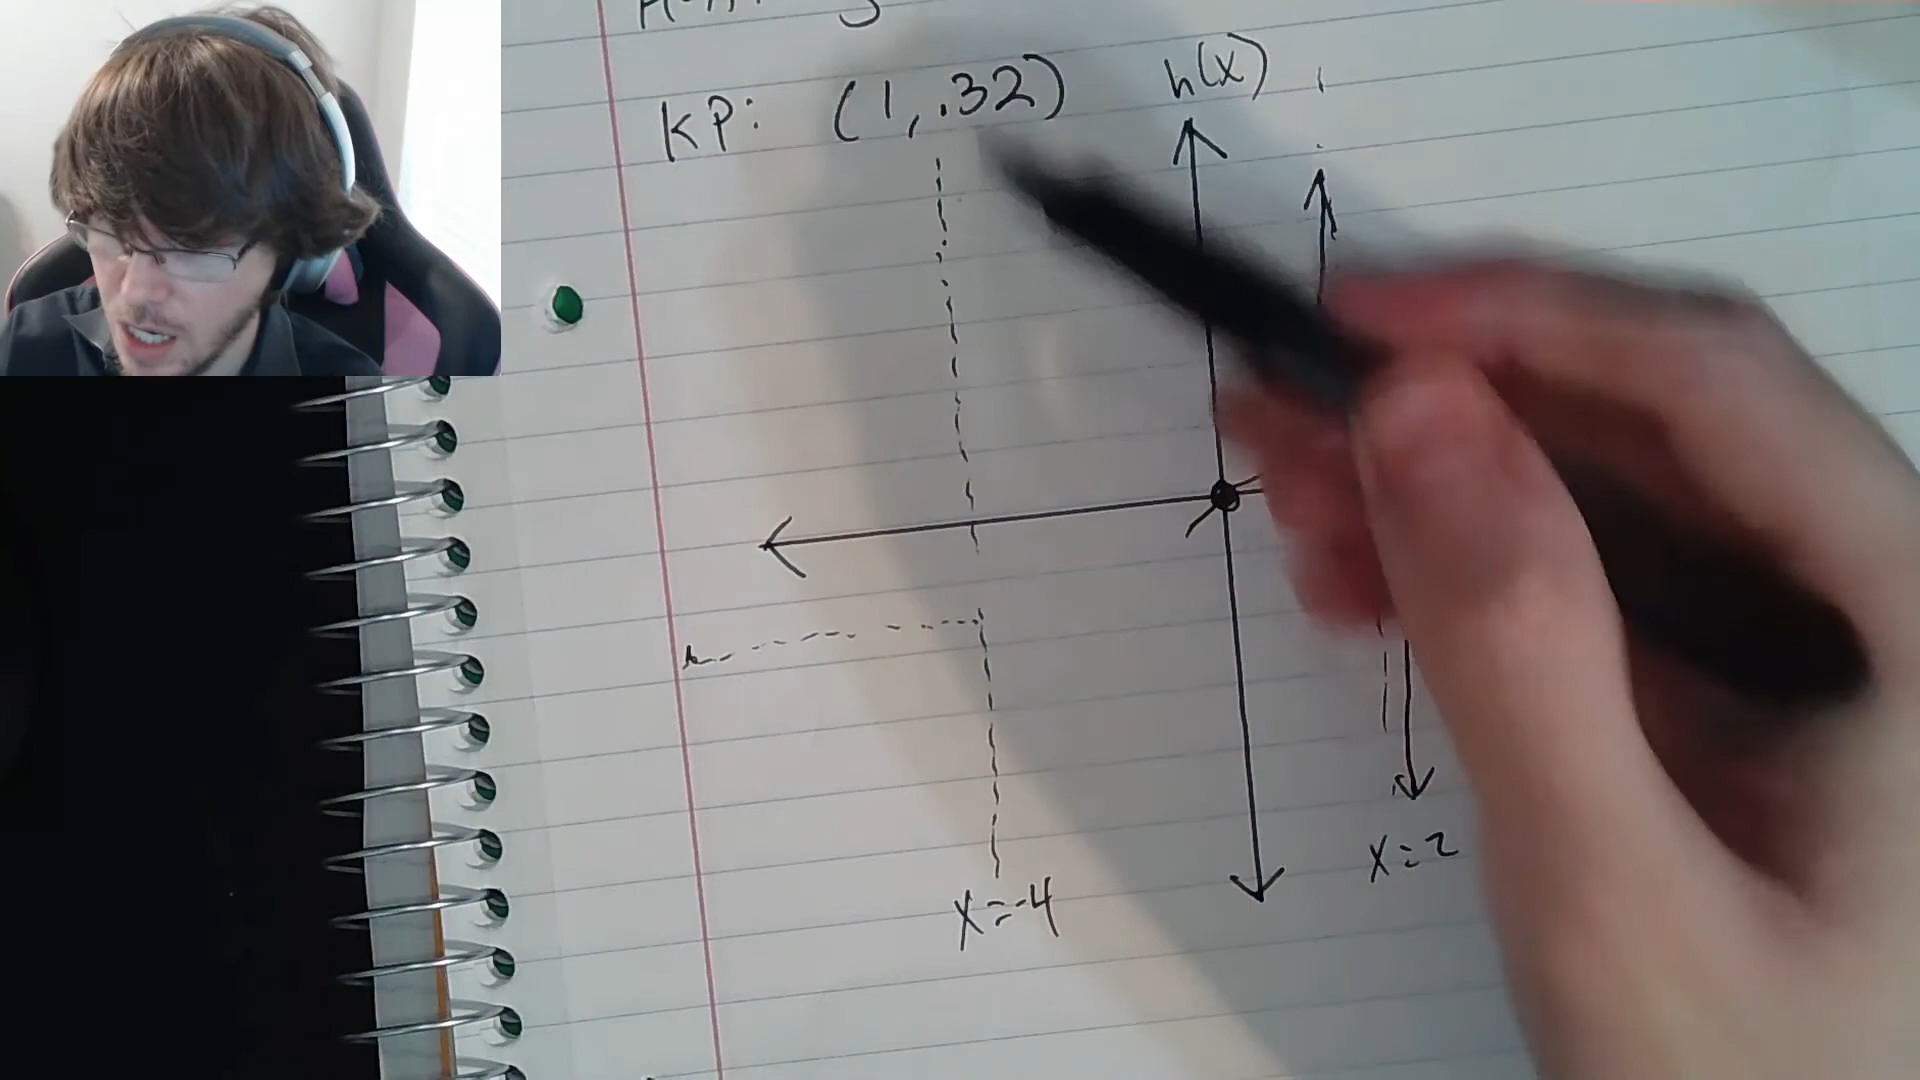 KP: (1, .32)
h(x)
x=2
x=-4